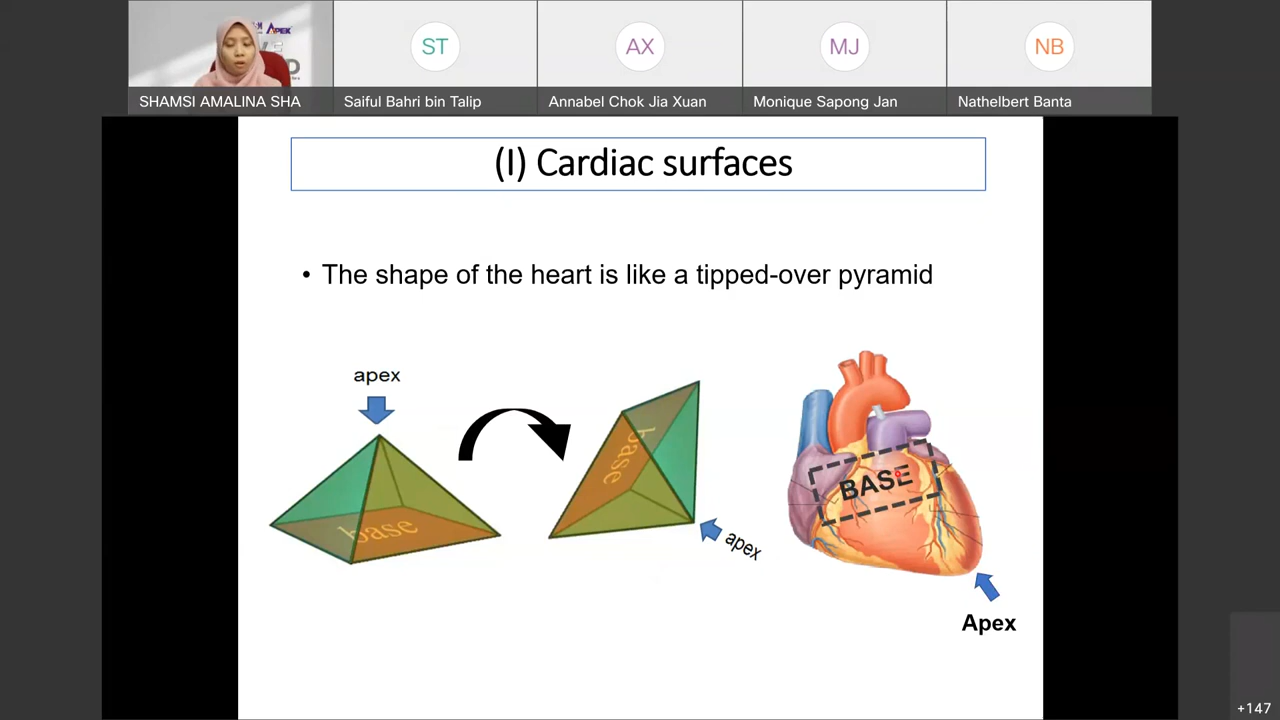 APEK
ST
AX
MJ
NB
SHAMSI AMALINA SHA
Saiful Bahri bin Talip
Annabel Chok Jia Xuan
Monique Sapong Jan
Nathelbert Banta
(I) Cardiac surfaces
• The shape of the heart is like a tipped-over pyramid
apex
base
base
apex
BASE
Apex
+147